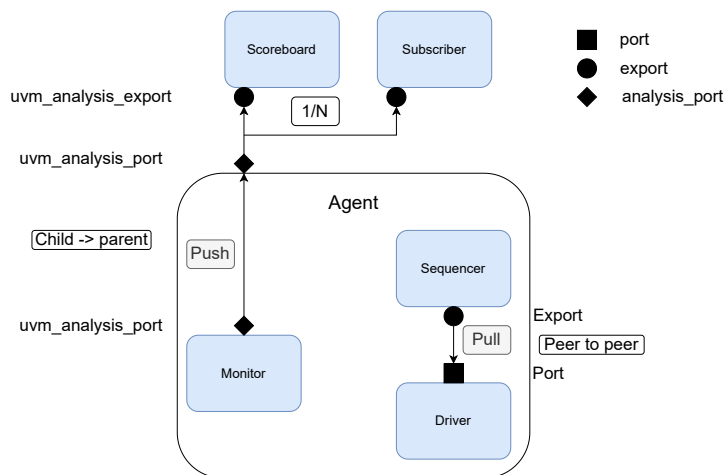 Scoreboard
Subscriber
port
export
analysis_port
uvm_analysis_export
1/N
uvm_analysis_port
Agent
Child -> parent
Push
Sequencer
uvm_analysis_port
Export
Pull
Peer to peer
Monitor
Port
Driver